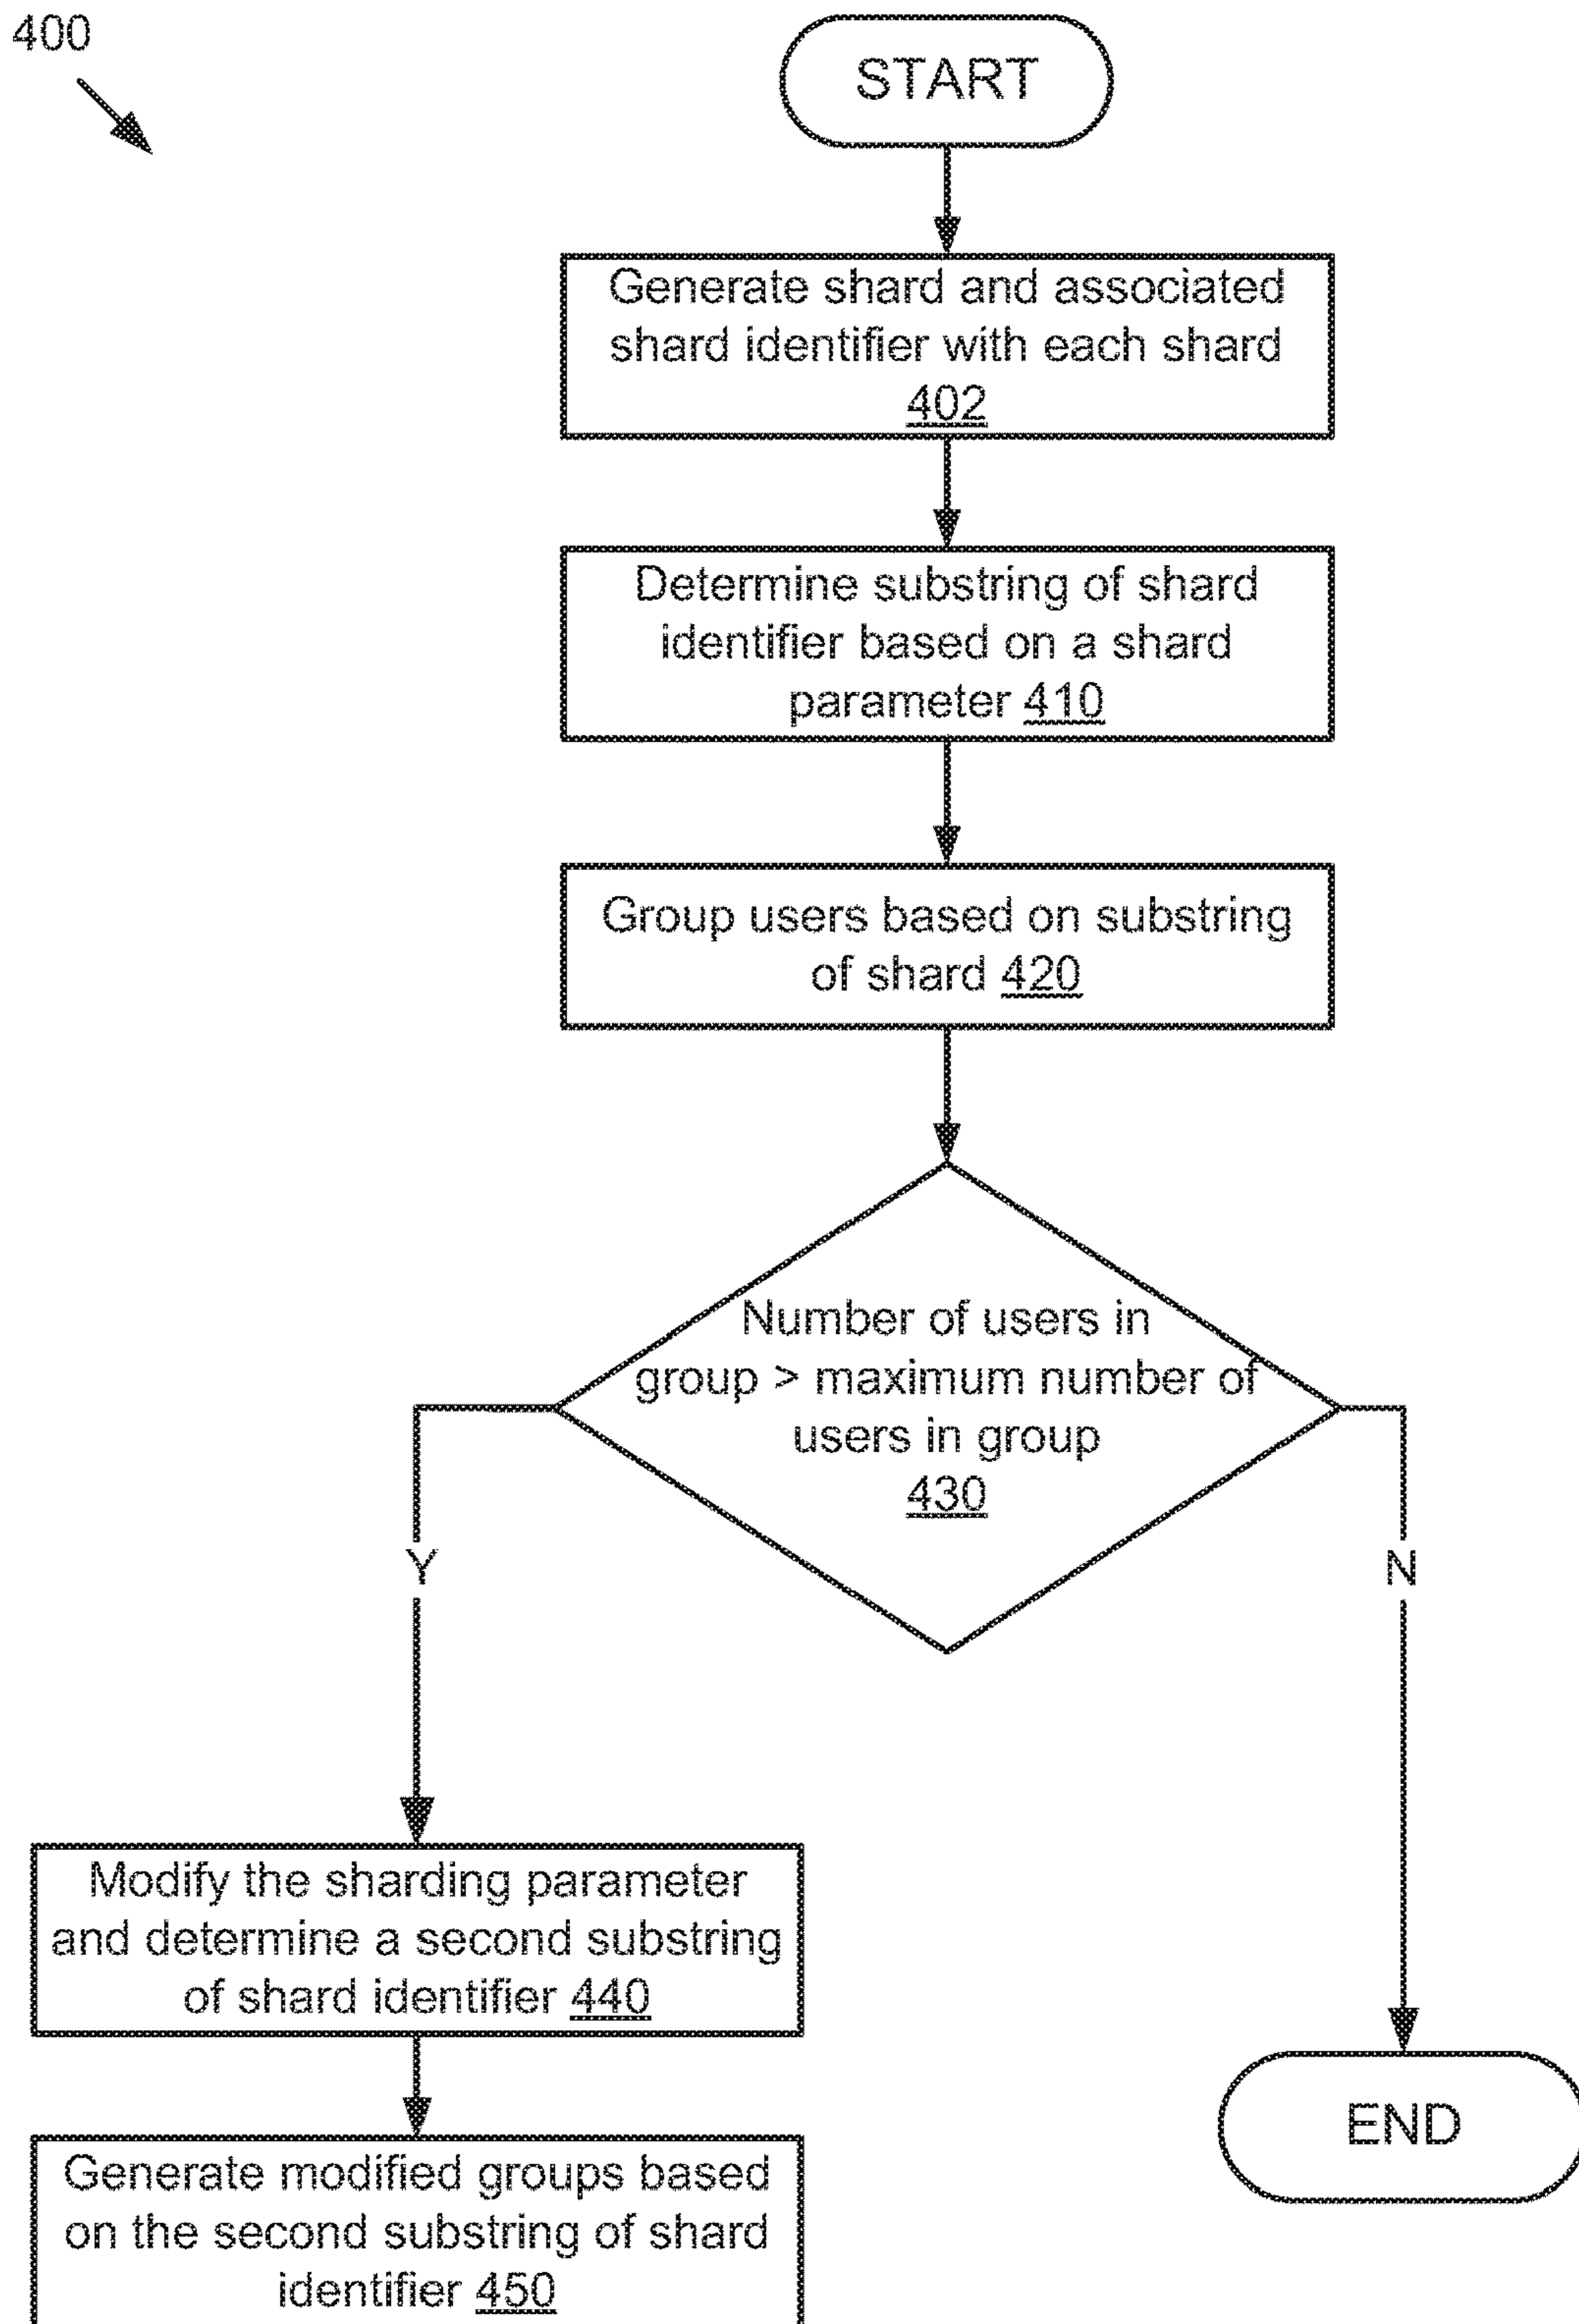 400
START
Generate shard and associated
shard identifier with each shard
402
Determine substring of shard
identifier based on a shard
parameter 410
Group users based on substring
of shard 420
Number of users in
group > maximum number of
users in group
430
Y
N
Modify the sharding parameter
and determine a second substring
of shard identifier 440
END
Generate modified groups based
on the second substring of shard
identifier 450